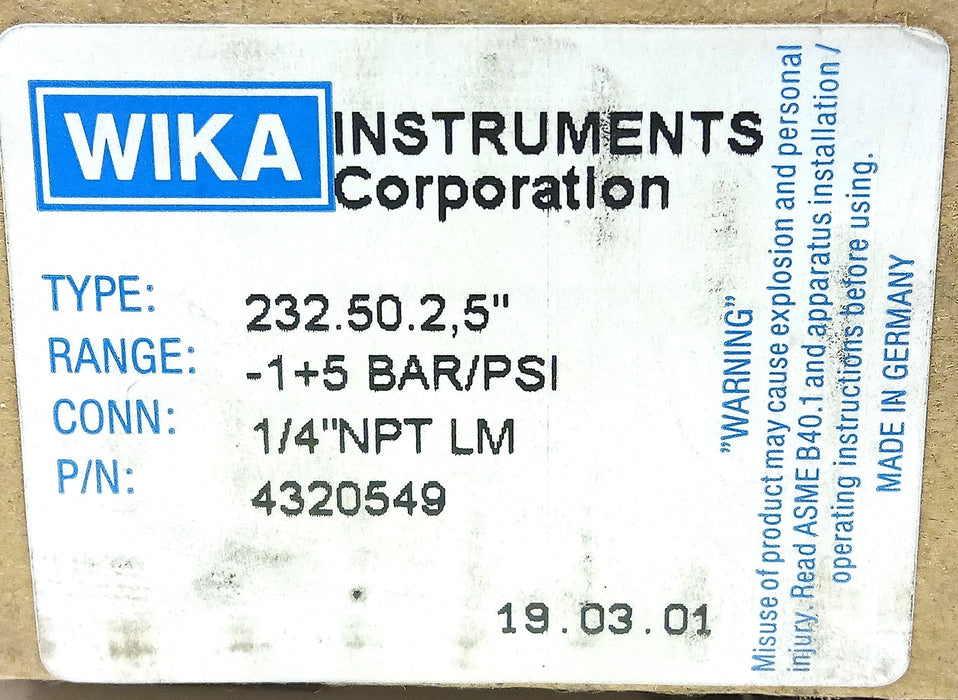 WIKA INSTRUMENTS
Corporation
TYPE: 232.50.2,5"
RANGE: -1+5 BAR/PSI
CONN: 1/4"NPT LM
P/N: 4320549
19.03.01
"WARNING"
Misuse of product may cause explosion and personal
injury. Read ASME B40.1 and apparatus installation /
operating instructions before using.
MADE IN GERMANY